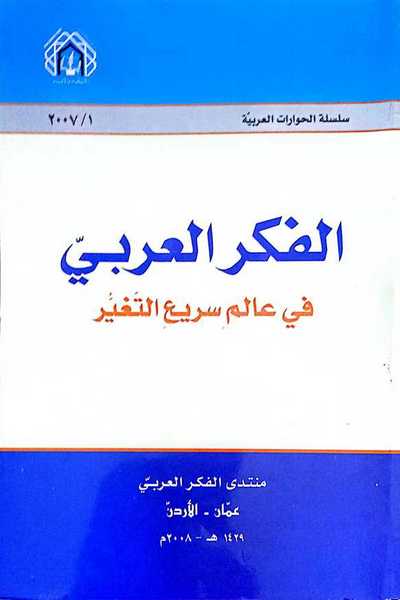 سلسلة الحوارات العربيّة
٢٠٠٧/١
الفكر العربيّ
في عالمٍ سريعِ التغيُّر
منتدى الفكر العربيّ
عمّان - الأردنّ
١٤٢٩ هـ - ٢٠٠٨م